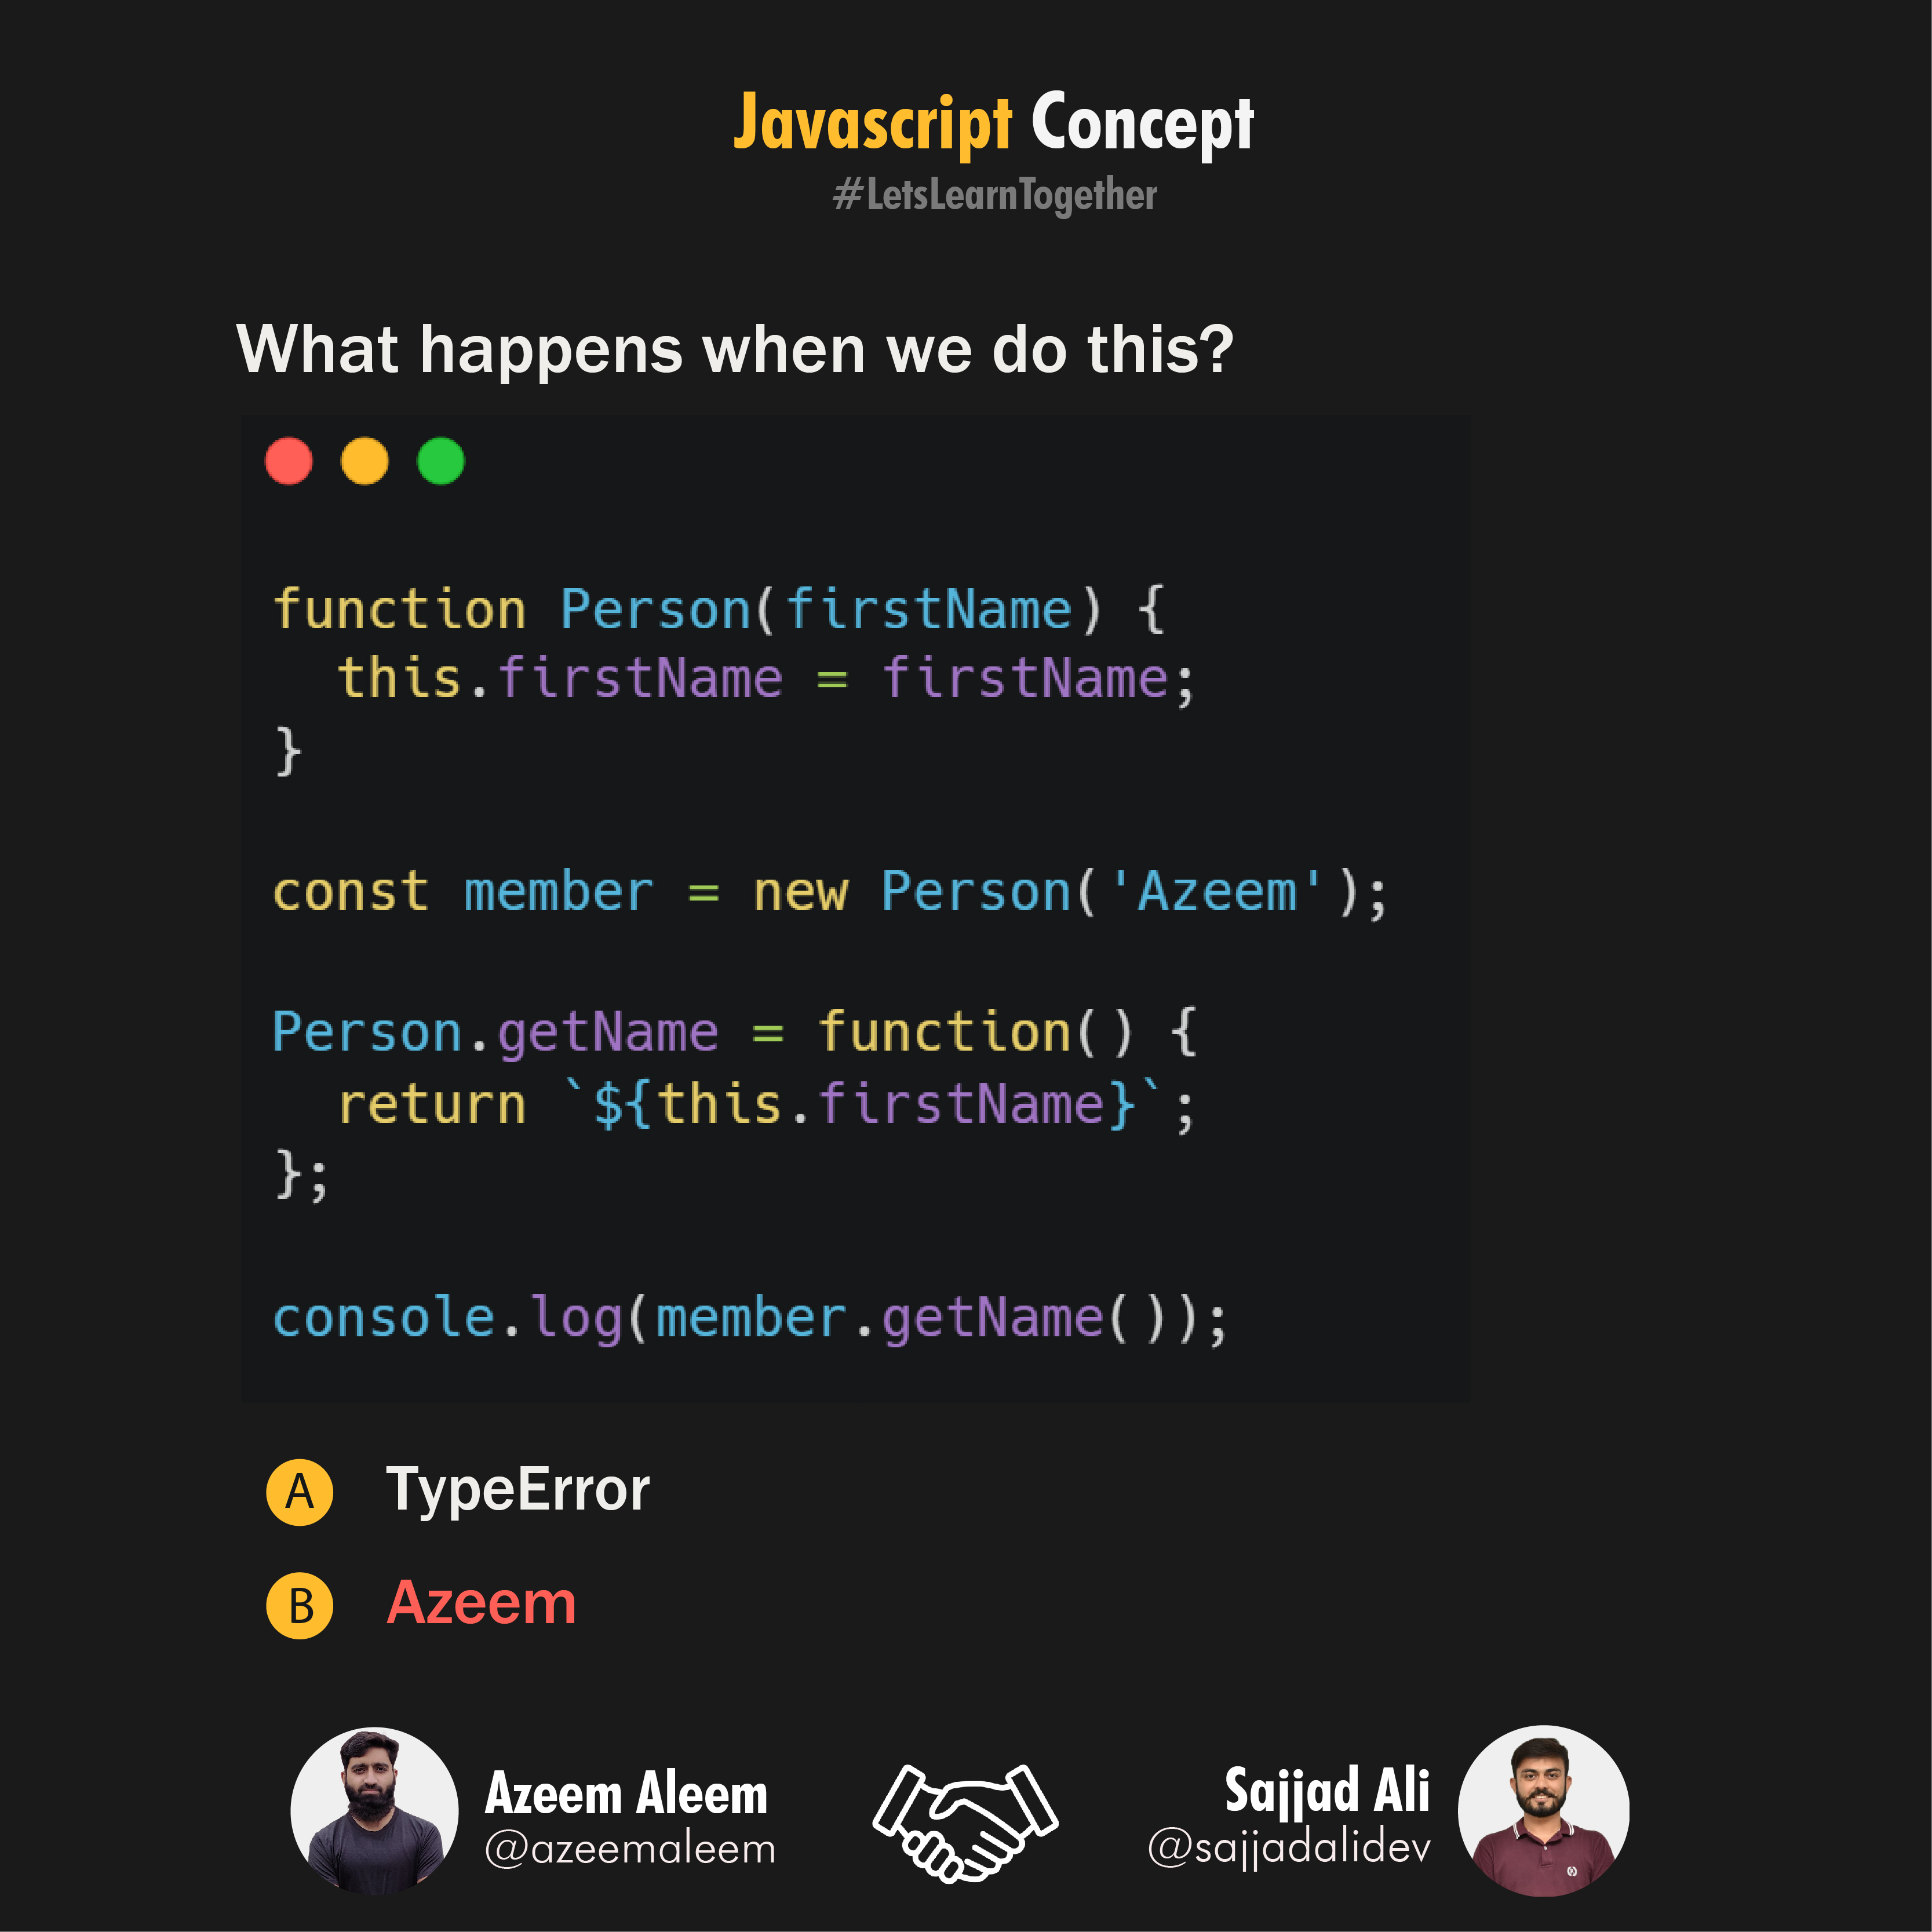 Javascript Concept
#LetsLearnTogether
What happens when we do this?
function Person(firstName) {
  this.firstName = firstName;
}
const member = new Person('Azeem');
Person.getName = function() {
  return `${this.firstName}`;
};
console.log(member.getName());
A TypeError
B Azeem
Azeem Aleem
@azeemaleem
Sajjad Ali
@sajjadalidev